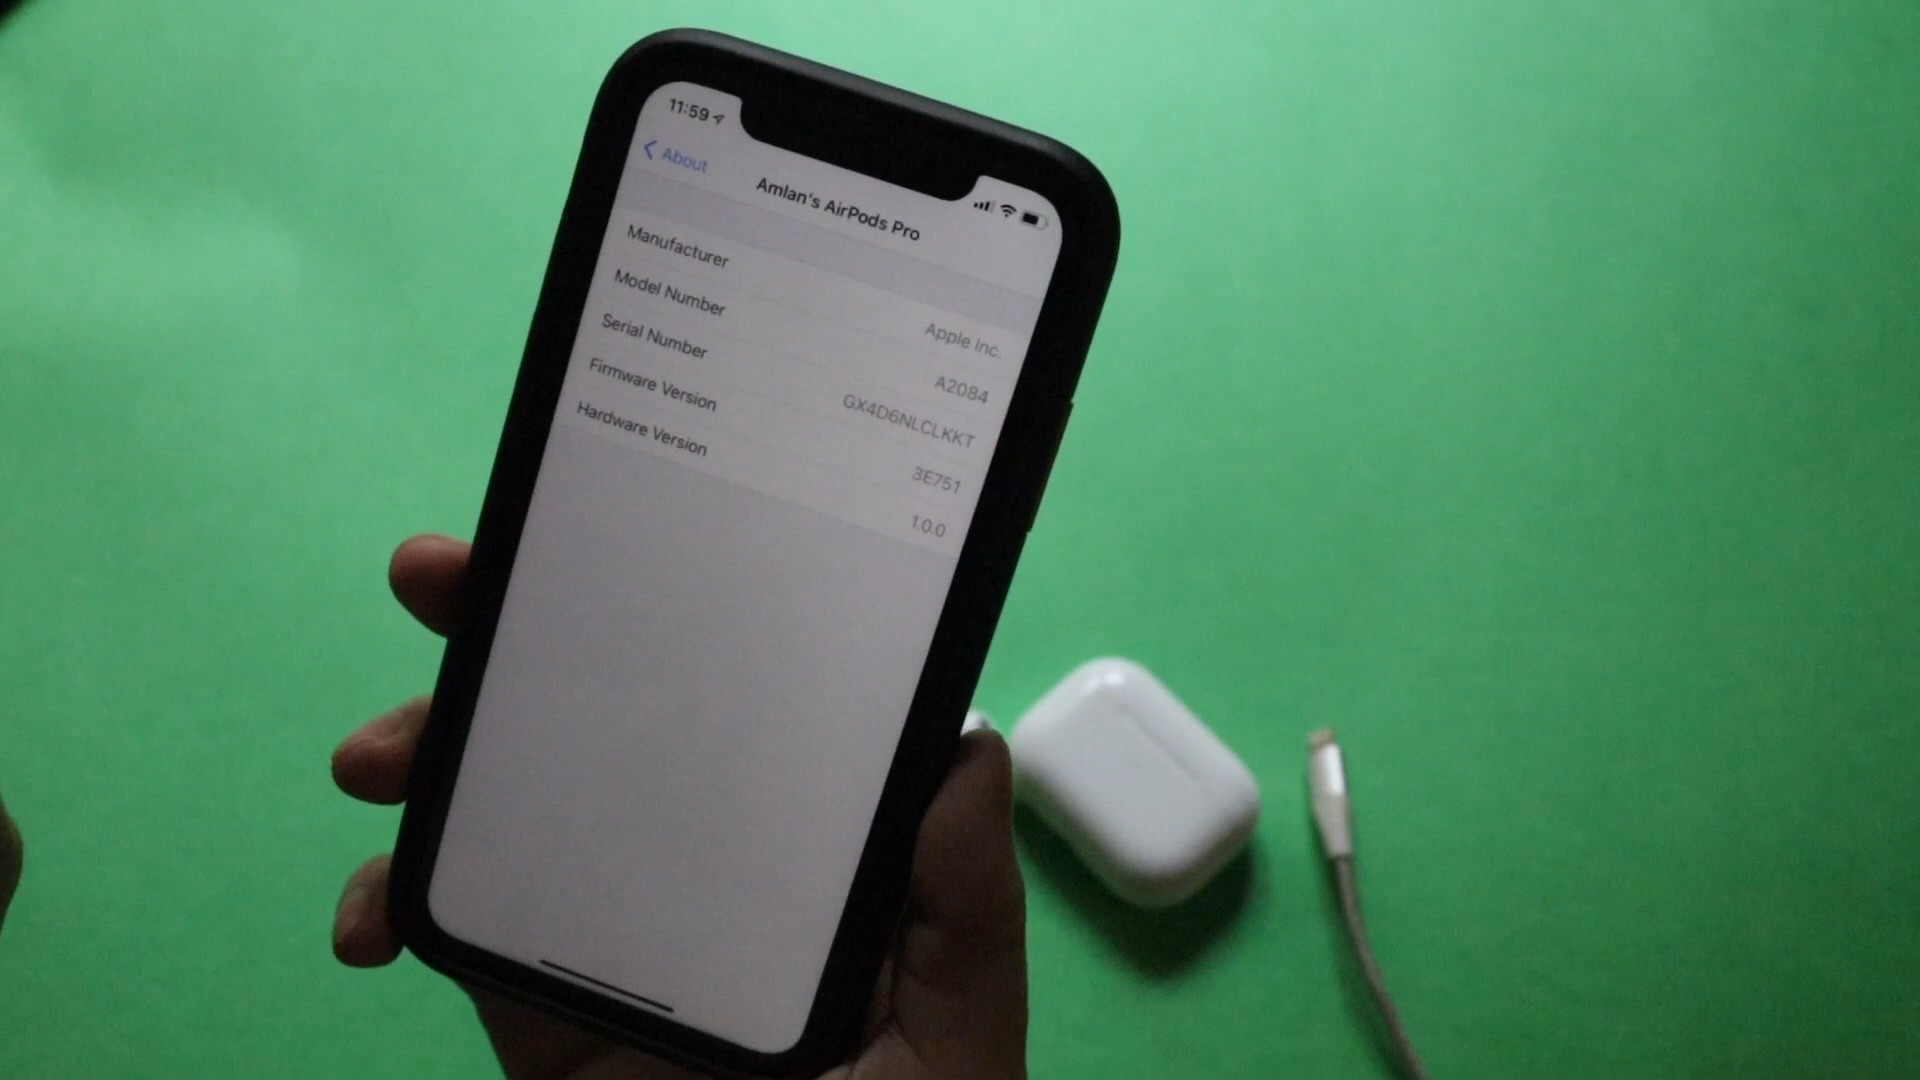 11:59
About
Amlan's AirPods Pro
Manufacturer Apple Inc.
Model Number A2084
Serial Number GX4D6NLCLKKT
Firmware Version 3E751
Hardware Version 1.0.0